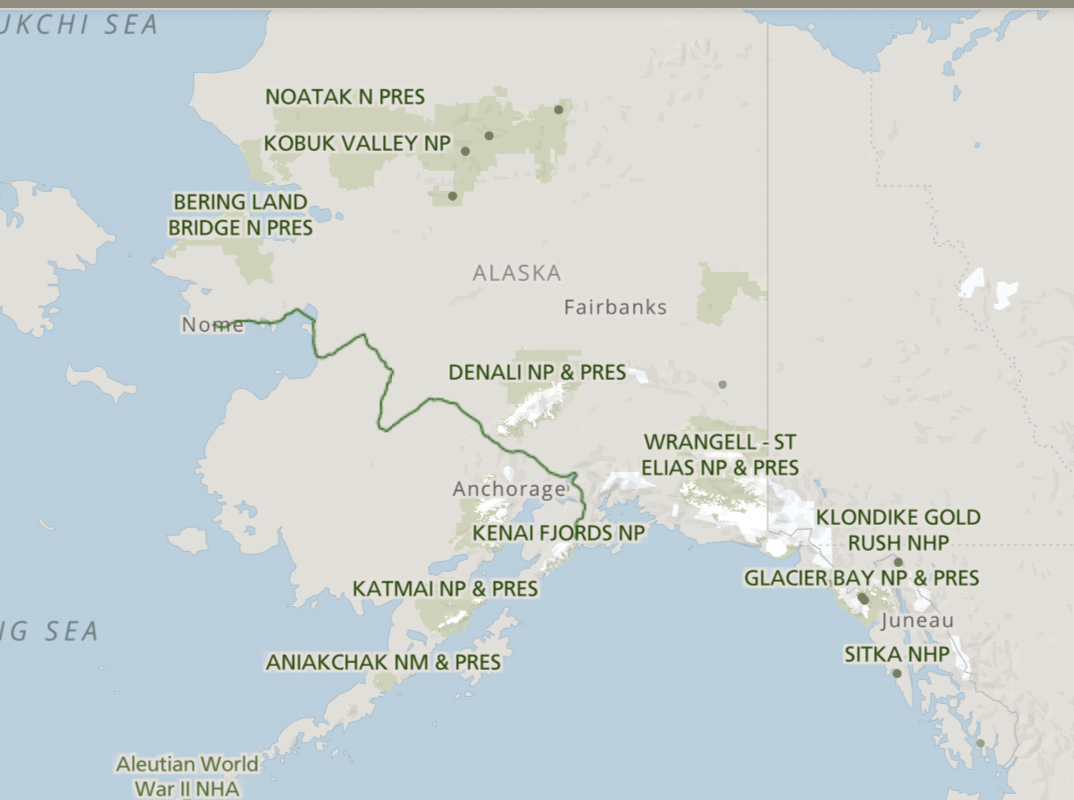 UKCHI SEA
NOATAK N PRES
KOBUK VALLEY NP
BERING LAND
BRIDGE N PRES
ALASKA
Fairbanks
Nome
DENALI NP & PRES
WRANGELL - ST
ELIAS NP & PRES
Anchorage
KLONDIKE GOLD
RUSH NHP
KENAI FJORDS NP
GLACIER BAY NP & PRES
KATMAI NP & PRES
Juneau
NG SEA
SITKA NHP
ANIAKCHAK NM & PRES
Aleutian World
War II NHA